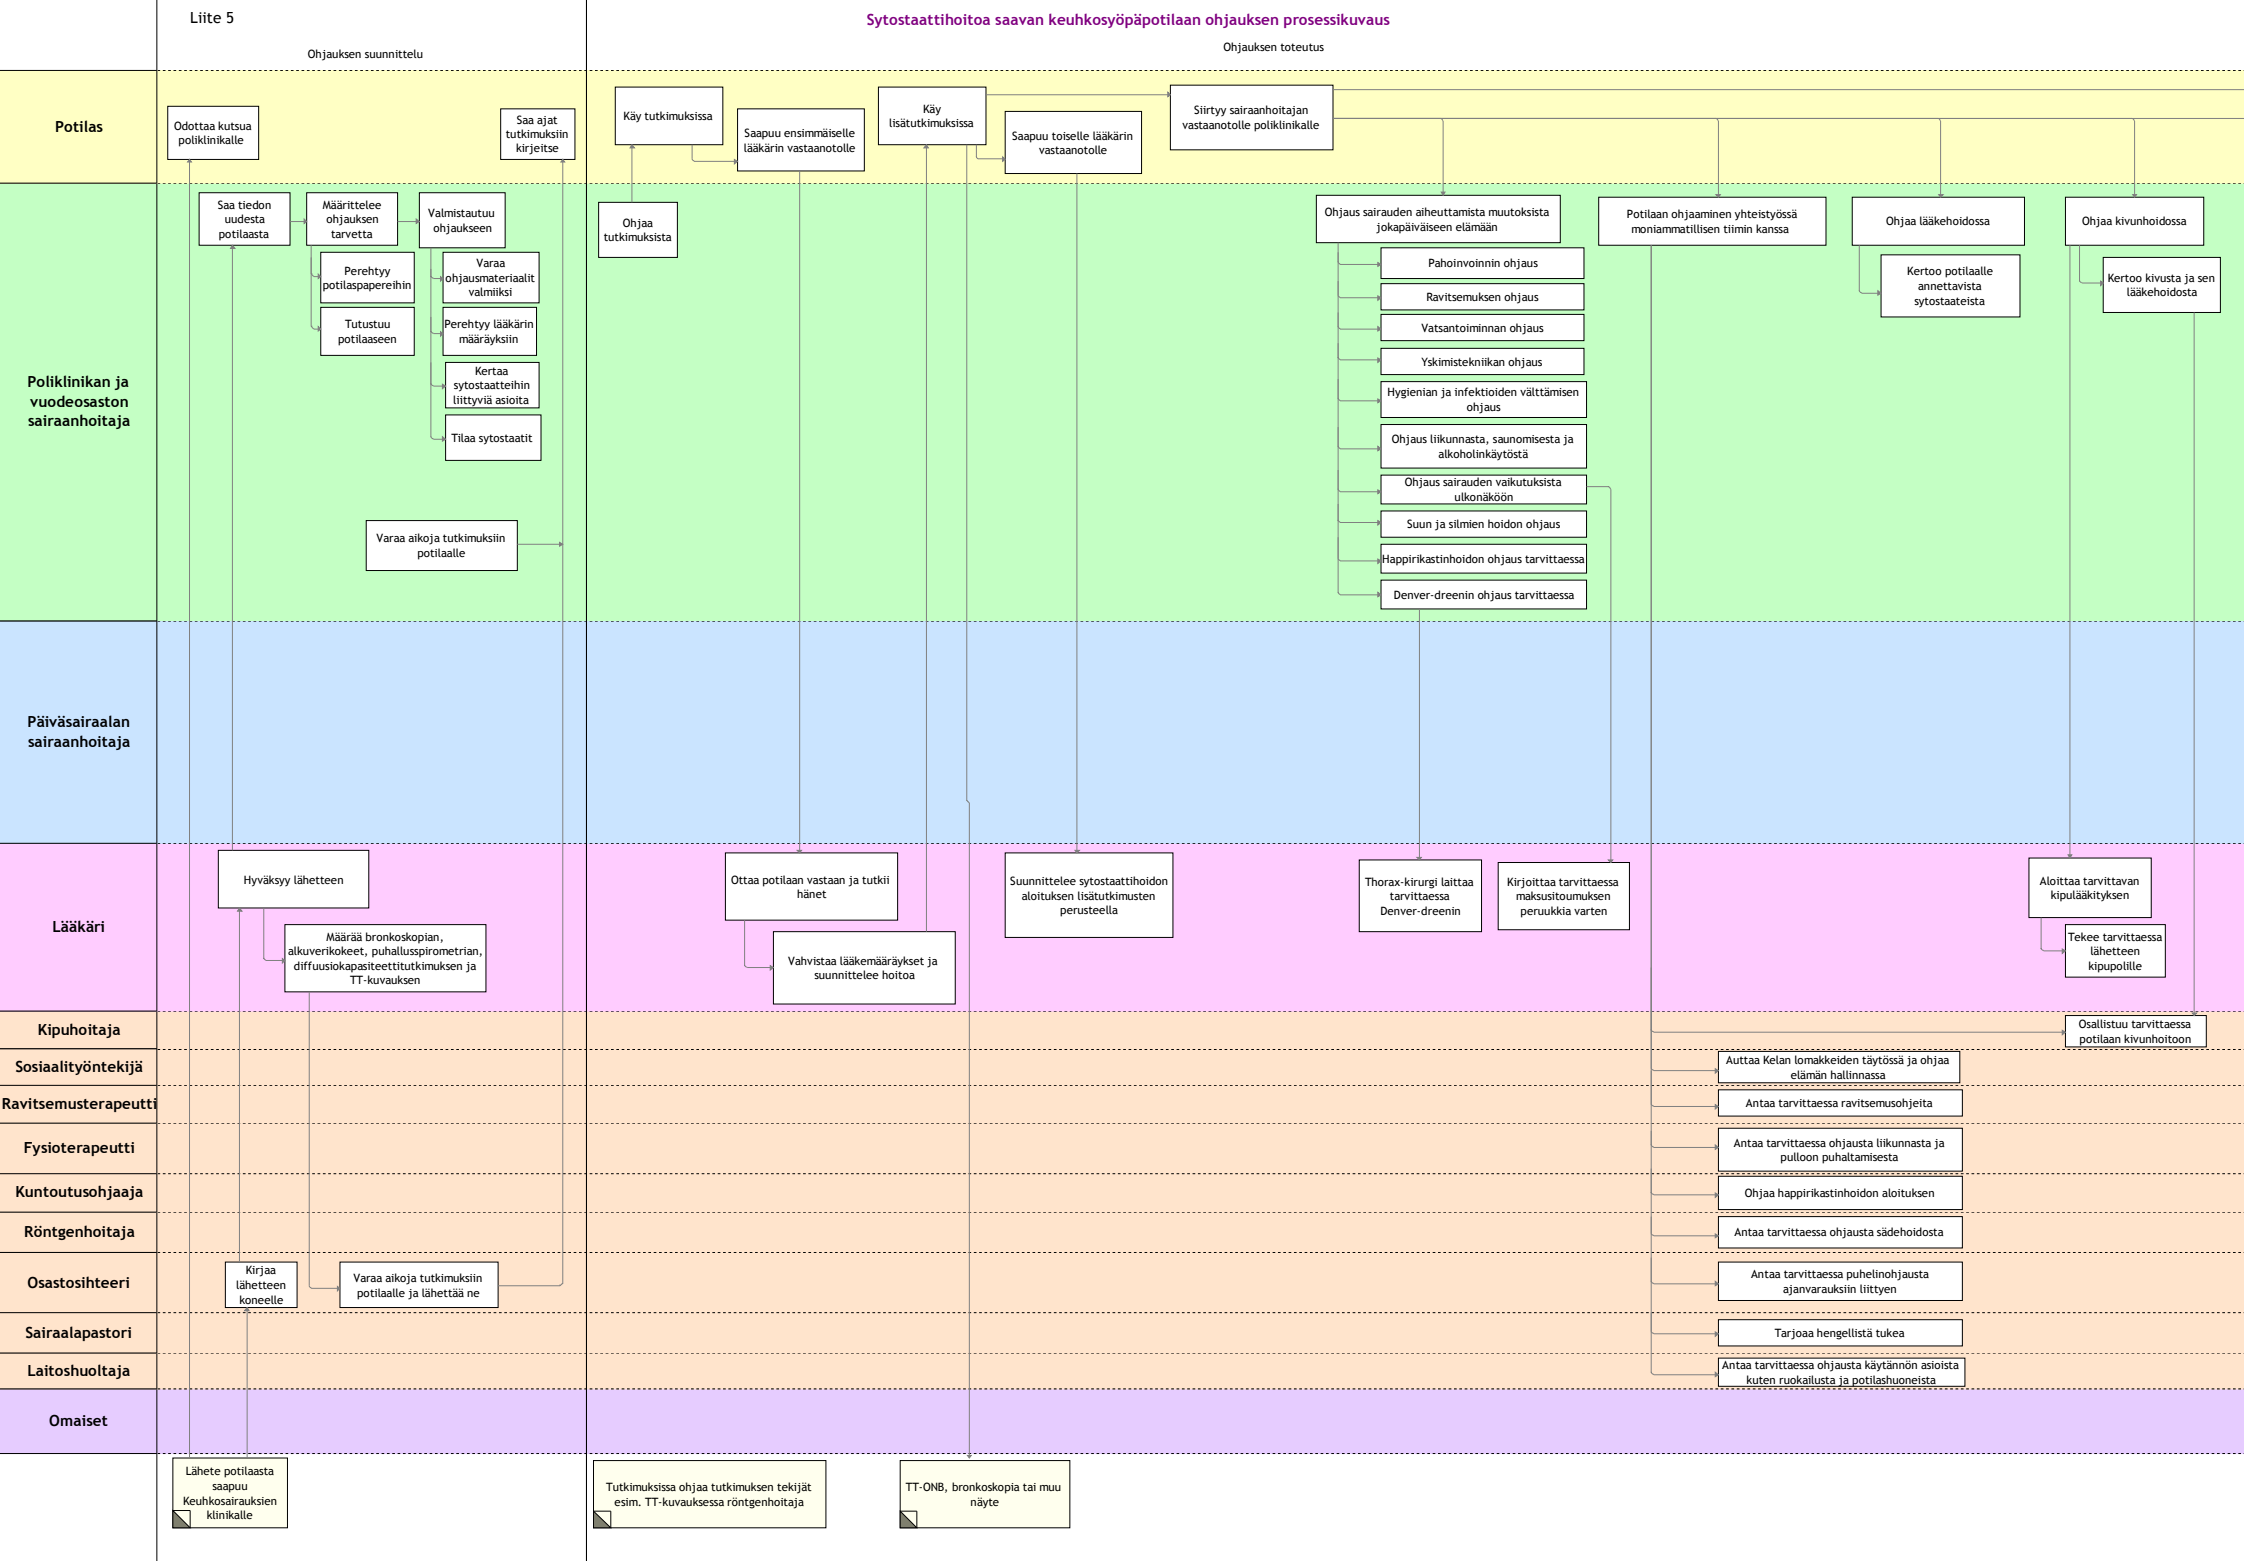 Liite 5
Sytostaattihoitoa saavan keuhkosyöpäpotilaan ohjauksen prosessikuvaus
Ohjauksen suunnittelu
Ohjauksen toteutus
Potilas
Odottaa kutsua
poliklinikalle
Saa ajat
tutkimuksiin
kirjeitse
Käy tutkimuksissa
Saapuu ensimmäiselle
lääkärin vastaanotolle
Käy
lisätutkimuksissa
Saapuu toiselle lääkärin
vastaanotolle
Siirtyy sairaanhoitajan
vastaanotolle poliklinikalle
Poliklinikan ja
vuodeosaston
sairaanhoitaja
Saa tiedon
uudesta
potilaasta
Määrittelee
ohjauksen
tarvetta
Valmistautuu
ohjaukseen
Perehtyy
potilaspapereihin
Tutustuu
potilaaseen
Varaa
ohjausmateriaalit
valmiiksi
Perehtyy lääkärin
määräyksiin
Kertaa
sytostaatteihin
liittyviä asioita
Tilaa sytostaatit
Varaa aikoja tutkimuksiin
potilaalle
Ohjaa
tutkimuksista
Ohjaus sairauden aiheuttamista muutoksista
jokapäiväiseen elämään
Pahoinvoinnin ohjaus
Ravitsemuksen ohjaus
Vatsantoiminnan ohjaus
Yskimistekniikan ohjaus
Hygienian ja infektioiden välttämisen
ohjaus
Ohjaus liikunnasta, saunomisesta ja
alkoholinkäytöstä
Ohjaus sairauden vaikutuksista
ulkonäköön
Suun ja silmien hoidon ohjaus
Happirikastinhoidon ohjaus tarvittaessa
Denver-dreenin ohjaus tarvittaessa
Potilaan ohjaaminen yhteistyössä
moniammatillisen tiimin kanssa
Ohjaa lääkehoidossa
Kertoo potilaalle
annettavista
sytostaateista
Ohjaa kivunhoidossa
Kertoo kivusta ja sen
lääkehoidosta
Päiväsairaalan
sairaanhoitaja
Lääkäri
Hyväksyy lähetteen
Määrää bronkoskopian,
alkuverikokeet, puhallusspirometrian,
diffuusiokapasiteettitutkimuksen ja
TT-kuvauksen
Ottaa potilaan vastaan ja tutkii
hänet
Vahvistaa lääkemääräykset ja
suunnittelee hoitoa
Suunnittelee sytostaattihoidon
aloituksen lisätutkimusten
perusteella
Thorax-kirurgi laittaa
tarvittaessa
Denver-dreenin
Kirjoittaa tarvittaessa
maksusitoumuksen
peruukkia varten
Aloittaa tarvittavan
kipulääkityksen
Tekee tarvittaessa
lähetteen
kipupolille
Kipuhoitaja
Osallistuu tarvittaessa
potilaan kivunhoitoon
Sosiaalityöntekijä
Auttaa Kelan lomakkeiden täytössä ja ohjaa
elämän hallinnassa
Ravitsemusterapeutti
Antaa tarvittaessa ravitsemusohjeita
Fysioterapeutti
Antaa tarvittaessa ohjausta liikunnasta ja
pulloon puhaltamisesta
Kuntoutusohjaaja
Ohjaa happirikastinhoidon aloituksen
Röntgenhoitaja
Antaa tarvittaessa ohjausta sädehoidosta
Osastosihteeri
Kirjaa
lähetteen
koneelle
Varaa aikoja tutkimuksiin
potilaalle ja lähettää ne
Antaa tarvittaessa puhelinohjausta
ajanvarauksiin liittyen
Sairaalapastori
Tarjoaa hengellistä tukea
Laitoshuoltaja
Antaa tarvittaessa ohjausta käytännön asioista
kuten ruokailusta ja potilashuoneista
Omaiset
Lähete potilaasta
saapuu
Keuhkosairauksien
klinikalle
Tutkimuksissa ohjaa tutkimuksen tekijät
esim. TT-kuvauksessa röntgenhoitaja
TT-ONB, bronkoskopia tai muu
näyte